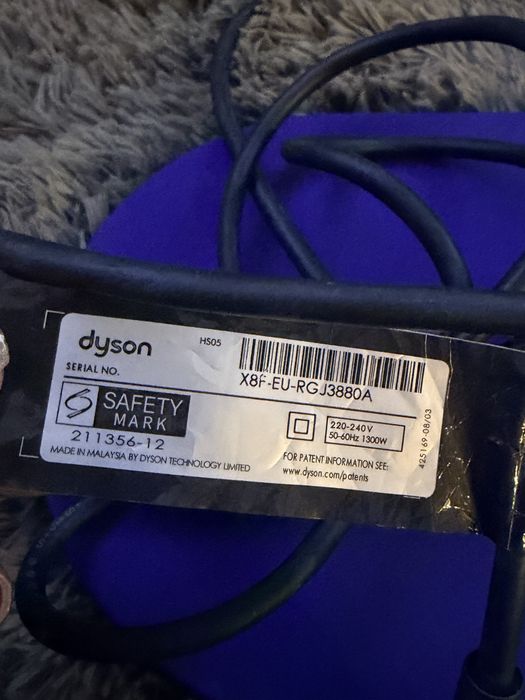 dyson
HS05
SERIAL NO.
X8F-EU-RGJ3880A
SAFETY
MARK
211356-12
220-240V
50-60Hz 1300W
MADE IN MALAYSIA BY DYSON TECHNOLOGY LIMITED
FOR PATENT INFORMATION SEE:
www.dyson.com/patents
425169-08/03